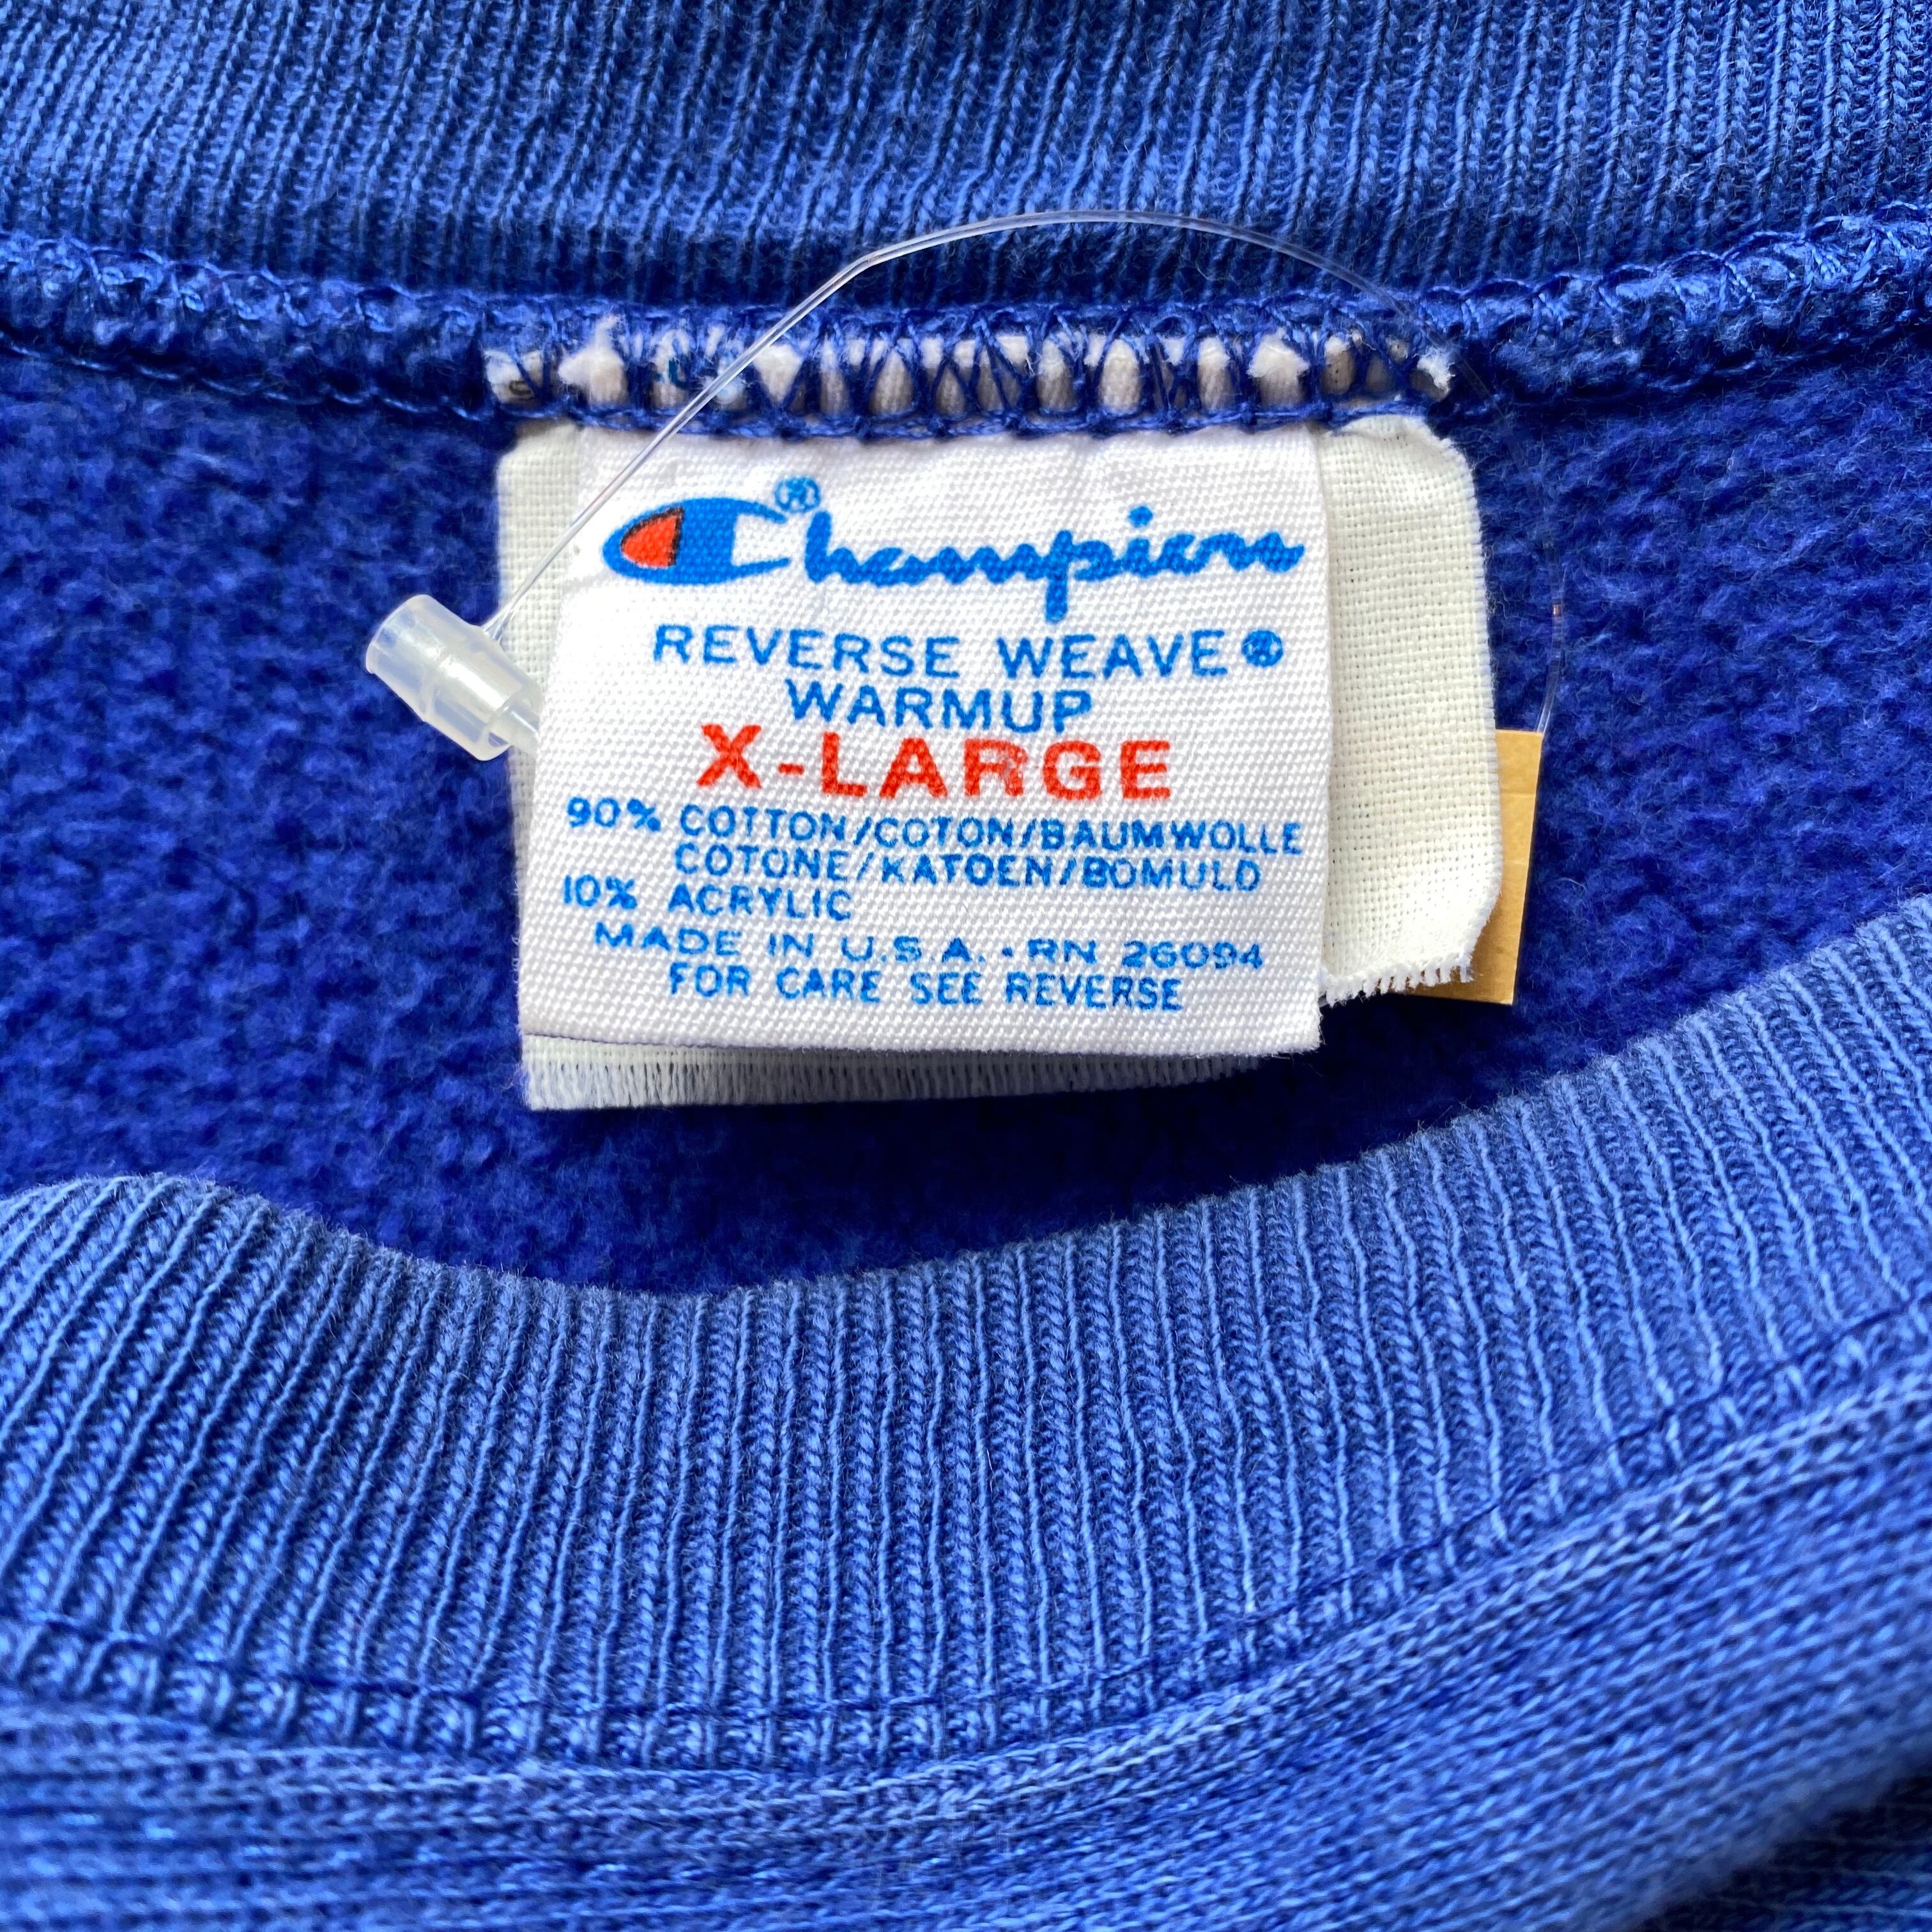 Champion®
REVERSE WEAVE®
WARMUP
X-LARGE
90% COTTON/COTON/BAUMWOLLE
COTONE/KATOEN/BOMULD
10% ACRYLIC
MADE IN U.S.A. · RN 26094
FOR CARE SEE REVERSE